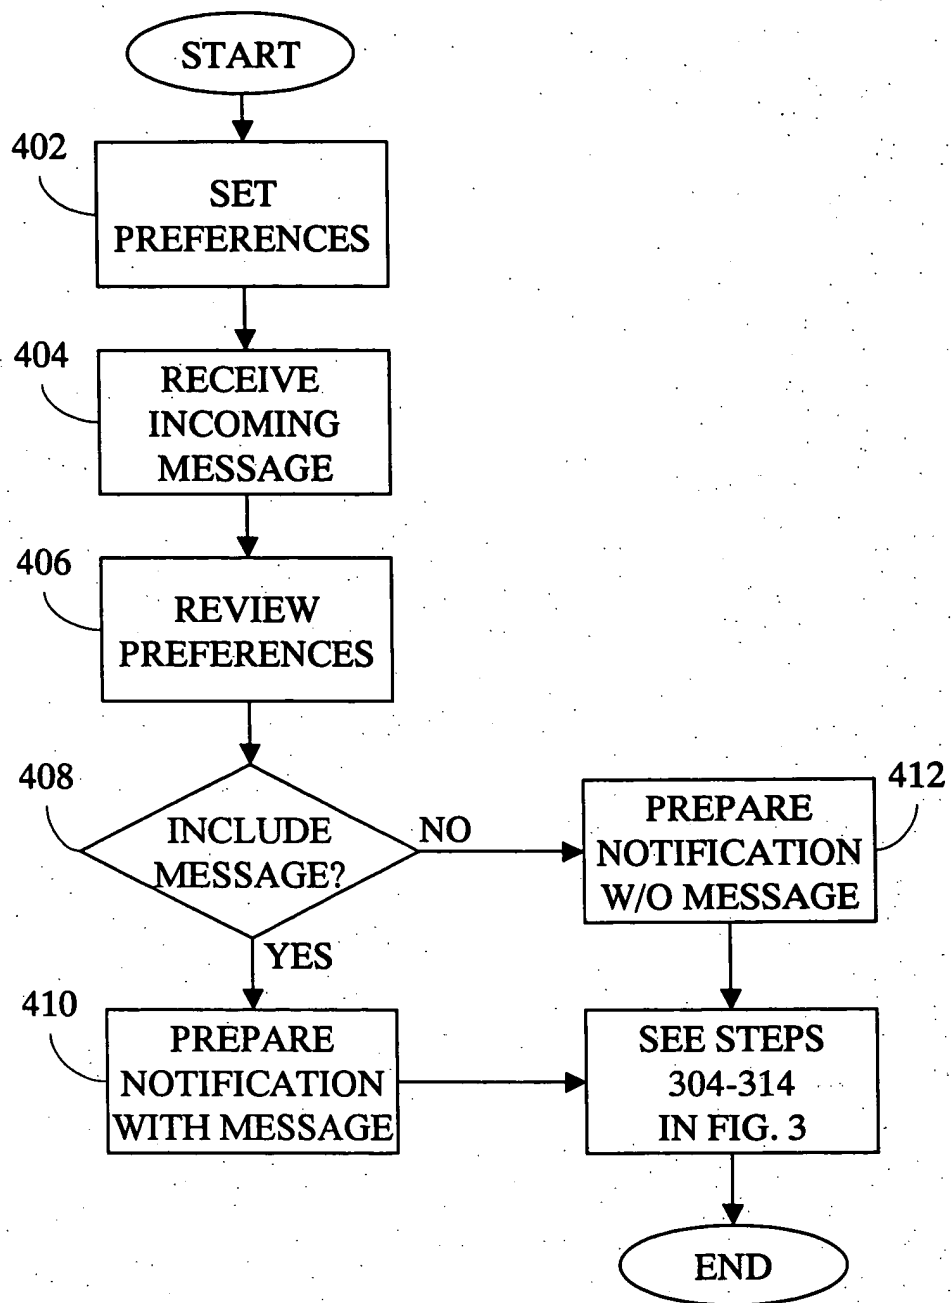 START
402
SET
PREFERENCES
404
RECEIVE
INCOMING
MESSAGE
406
REVIEW
PREFERENCES
408
INCLUDE
MESSAGE?
NO
412
PREPARE
NOTIFICATION
W/O MESSAGE
YES
410
PREPARE
NOTIFICATION
WITH MESSAGE
SEE STEPS
304-314
IN FIG. 3
END